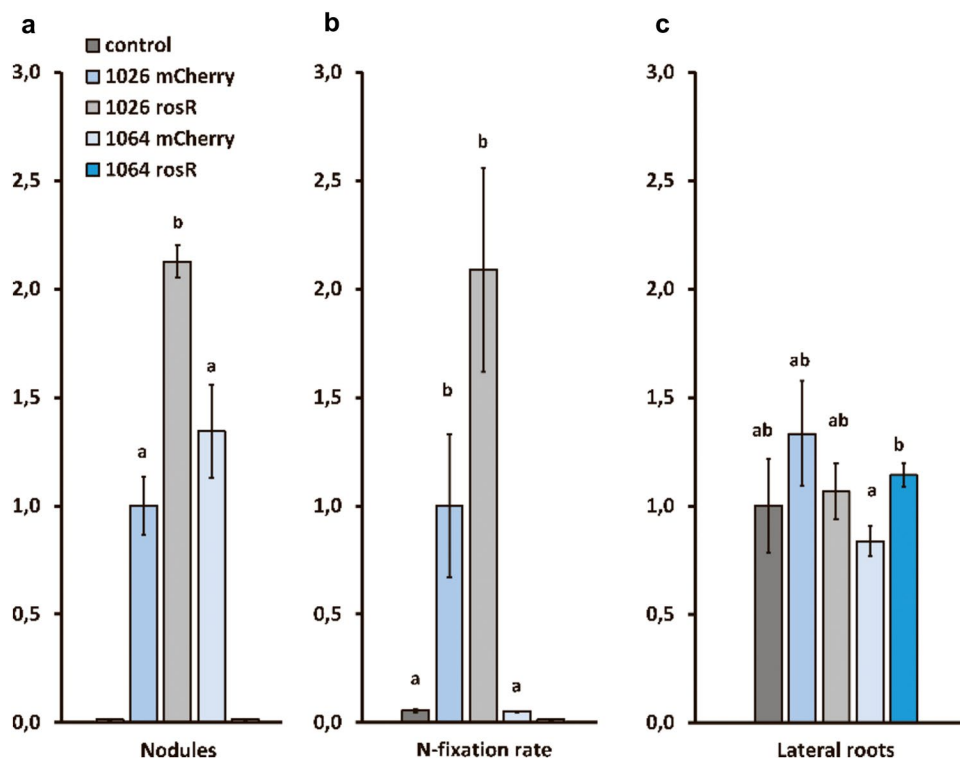 a
control
1026 mCherry
1026 rosR
1064 mCherry
1064 rosR
3,0
2,5
2,0
1,5
1,0
0,5
0,0
b
a
a
Nodules
b
3,0
2,5
2,0
1,5
1,0
0,5
0,0
b
b
a
a
N-fixation rate
c
3,0
2,5
2,0
1,5
1,0
0,5
0,0
ab
ab
ab
a
b
Lateral roots